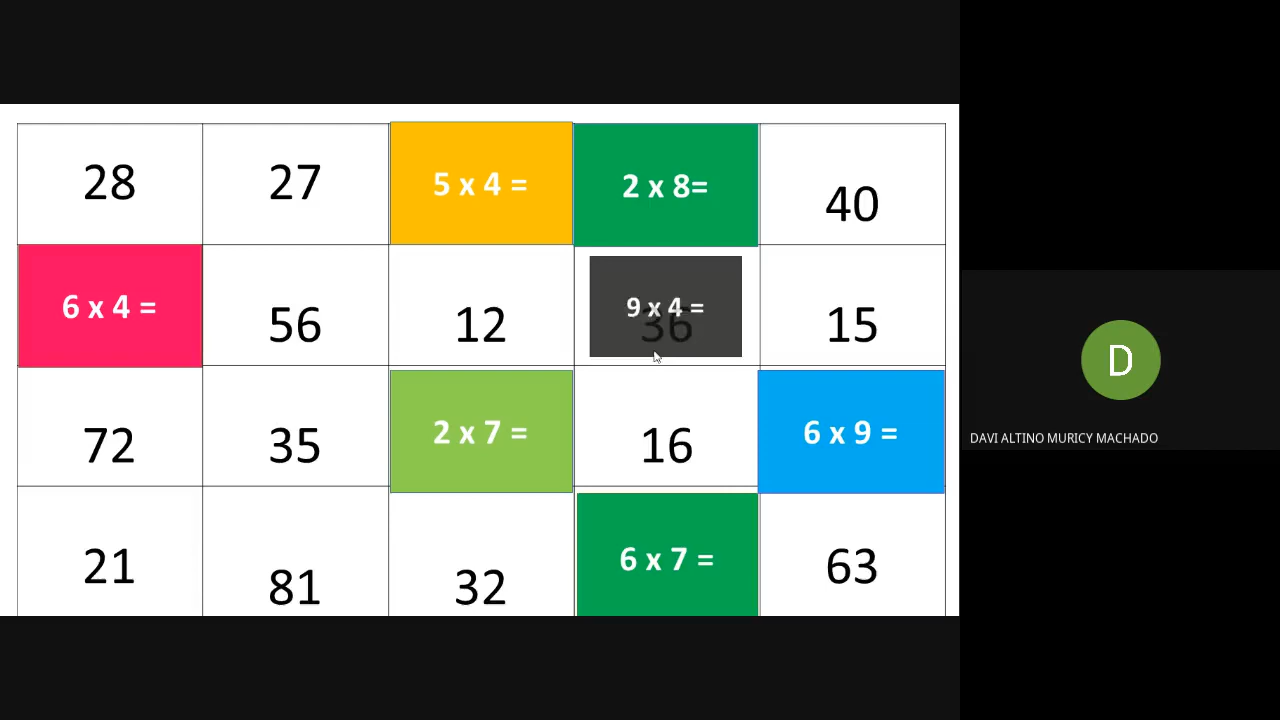 28 27 5 x 4 = 2 x 8= 40
6 x 4 = 56 12 9 x 4 = 36 15
72 35 2 x 7 = 16 6 x 9 =
21 81 32 6 x 7 = 63
D
DAVI ALTINO MURICY MACHADO